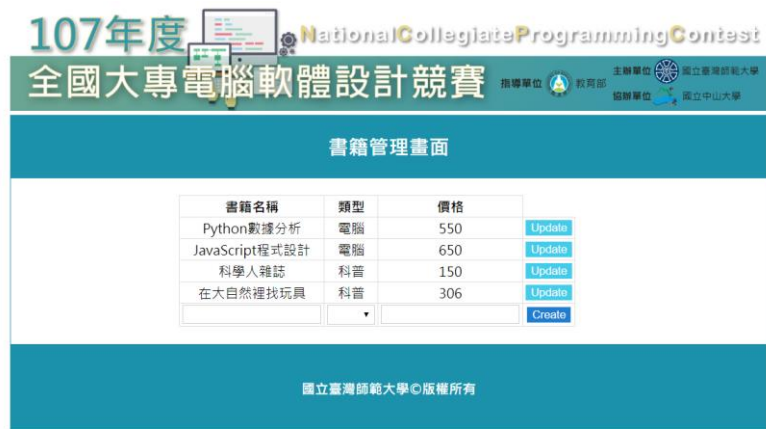 107年度
NationalCollegiateProgrammingContest
全國大專電腦軟體設計競賽
指導單位 教育部
主辦單位 國立臺灣師範大學
協辦單位 國立中山大學
書籍管理畫面
書籍名稱 類型 價格
Python數據分析 電腦 550 Update
JavaScript程式設計 電腦 650 Update
科學人雜誌 科普 150 Update
在大自然裡找玩具 科普 306 Update
Create
國立臺灣師範大學©版權所有